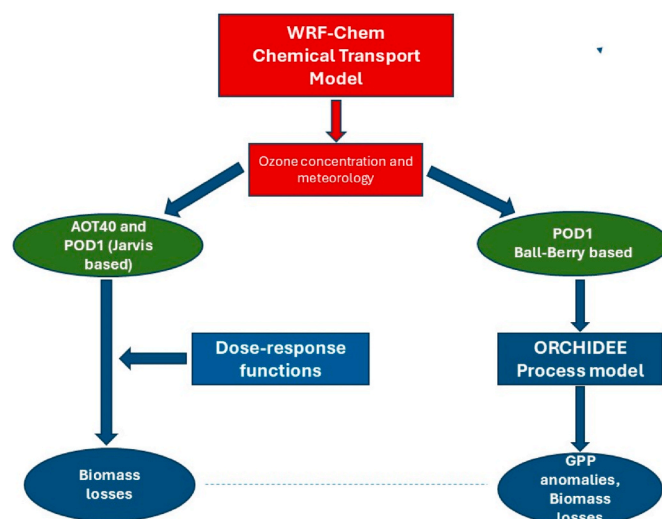 WRF-Chem
Chemical Transport
Model
Ozone concentration and
meteorology
AOT40 and
POD1 (Jarvis
based)
POD1
Ball-Berry based
Dose-response
functions
ORCHIDEE
Process model
Biomass
losses
GPP
anomalies,
Biomass
losses